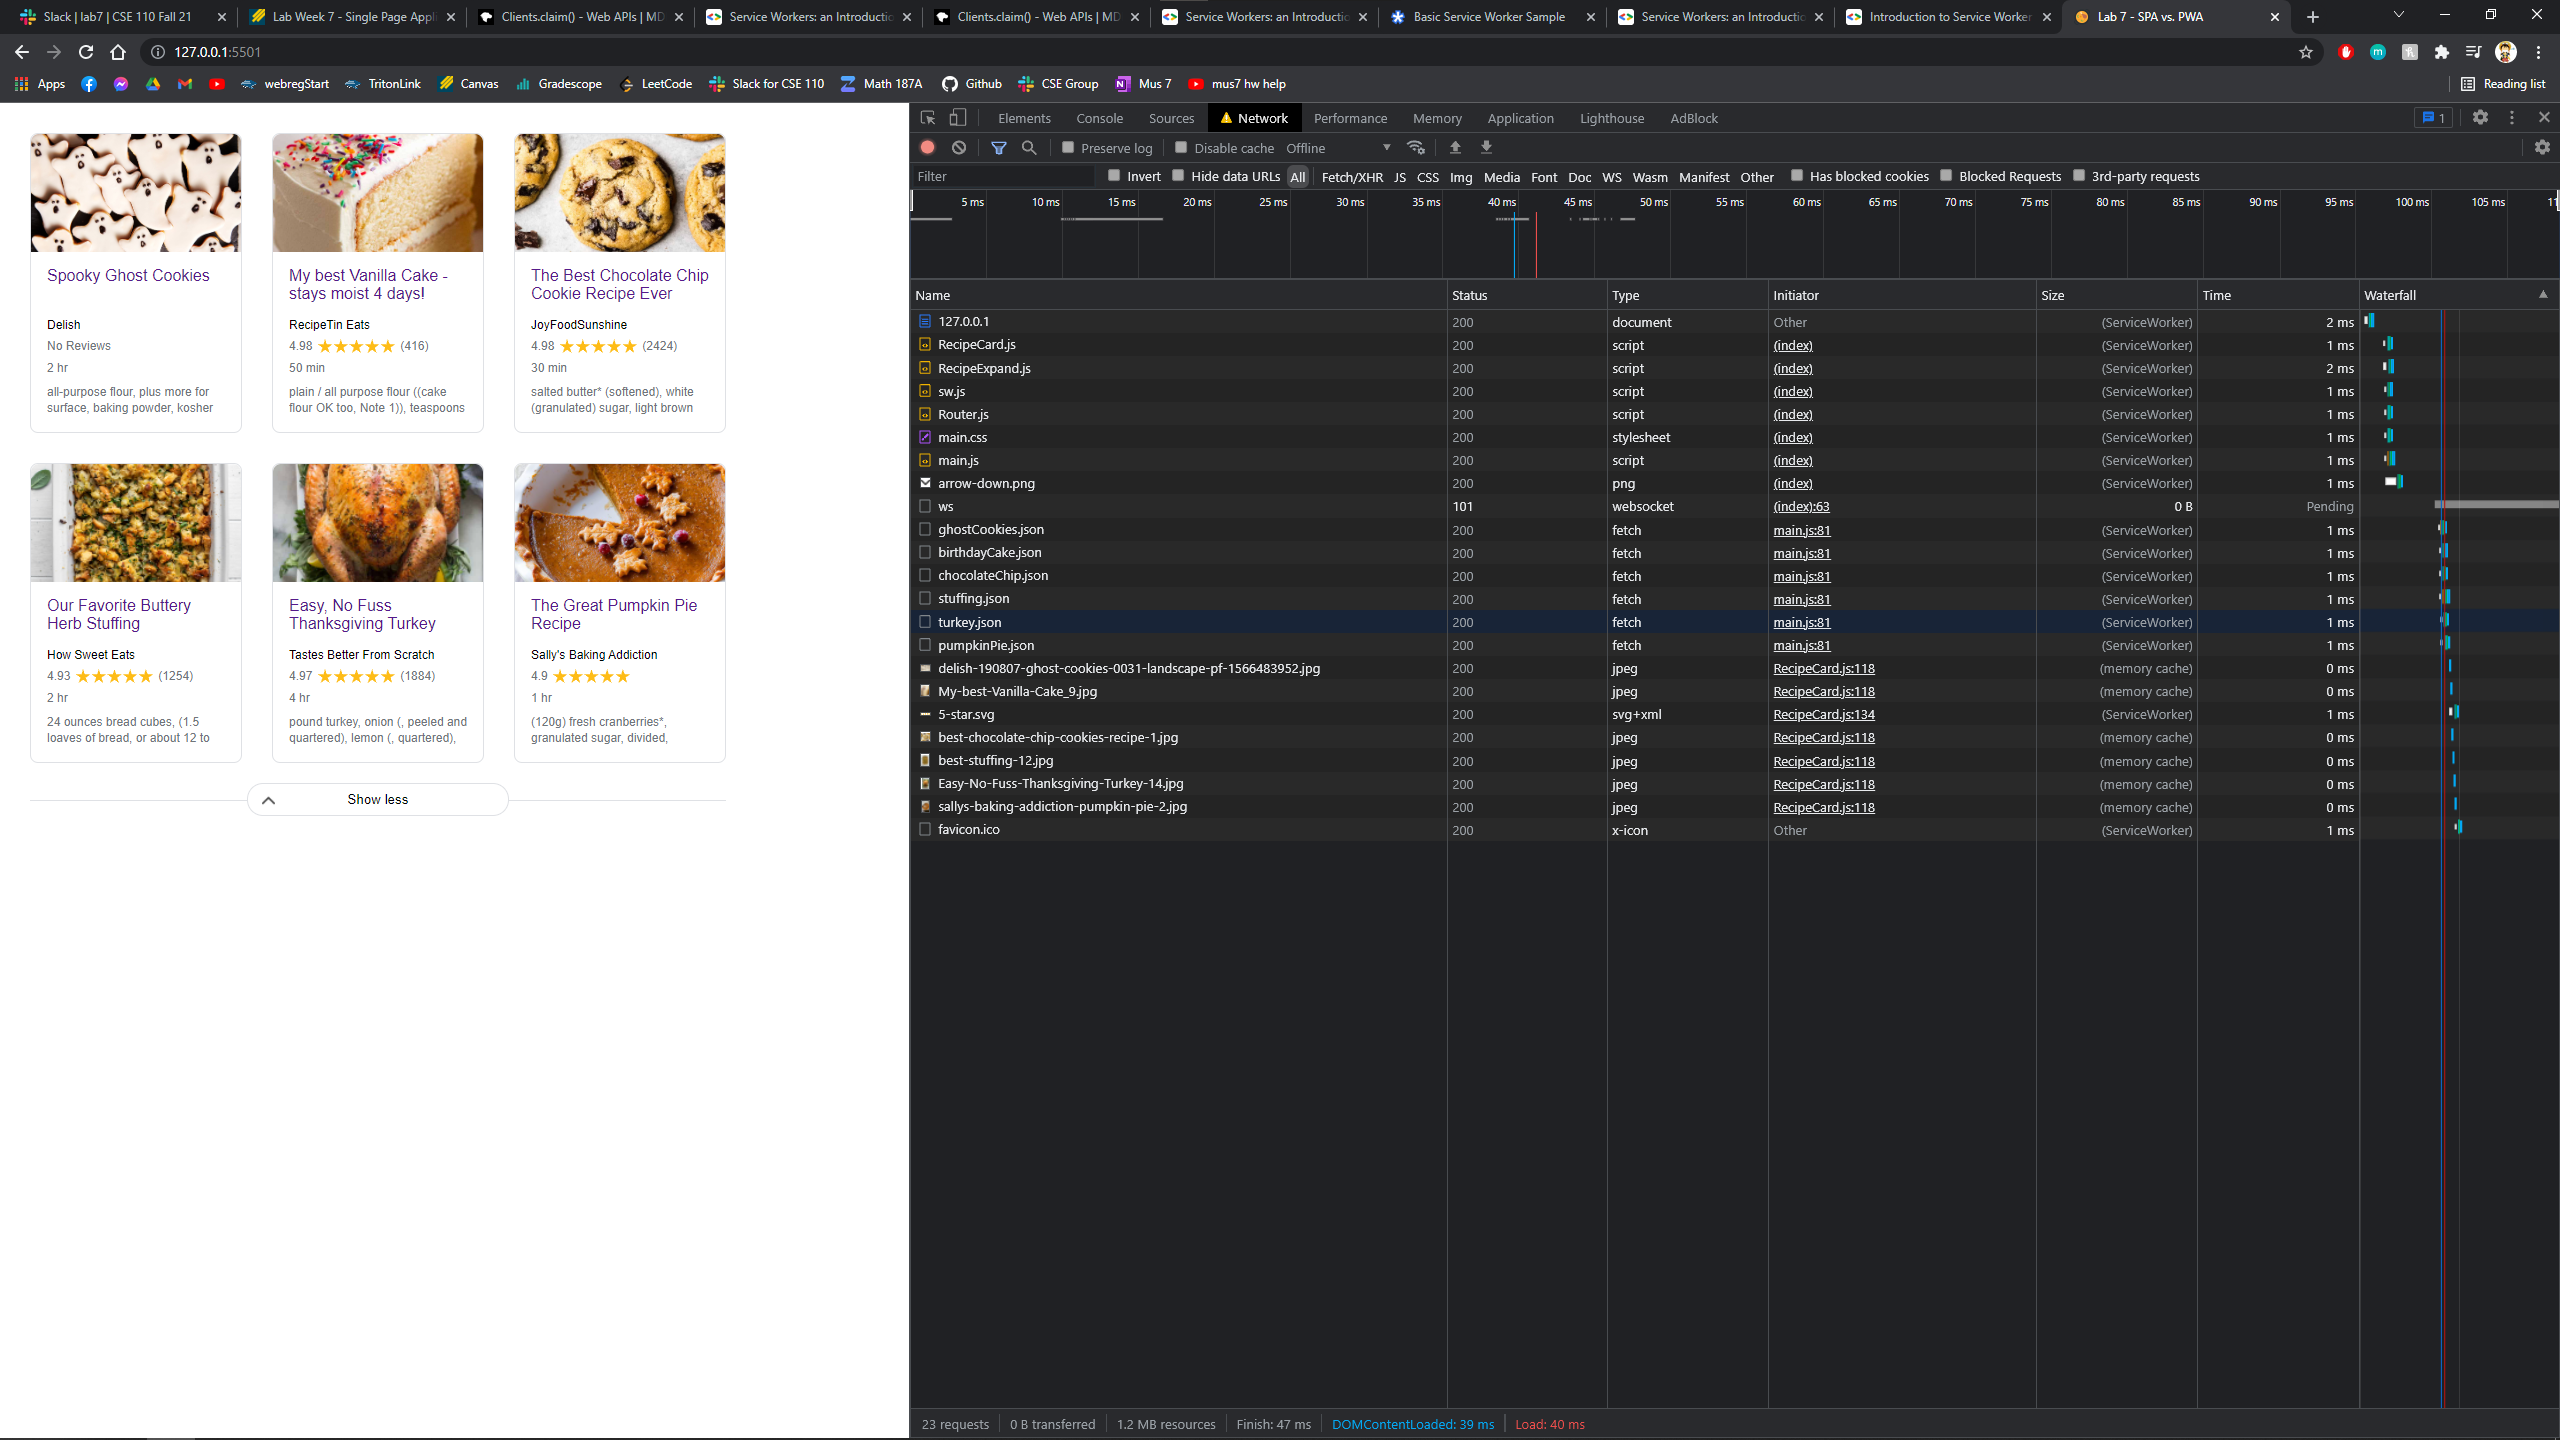 Slack | lab7 | CSE 110 Fall 21
Lab Week 7 - Single Page Appli
Clients.claim() - Web APIs | MD
Service Workers: an Introductio
Clients.claim() - Web APIs | MD
Service Workers: an Introductio
Basic Service Worker Sample
Service Workers: an Introductio
Introduction to Service Worker
Lab 7 - SPA vs. PWA
127.0.0.1:5501
Apps
webregStart
TritonLink
Canvas
Gradescope
LeetCode
Slack for CSE 110
Math 187A
Github
CSE Group
Mus 7
mus7 hw help
Reading list
Spooky Ghost Cookies
Delish
No Reviews
2 hr
all-purpose flour, plus more for
surface, baking powder, kosher
My best Vanilla Cake -
stays moist 4 days!
RecipeTin Eats
4.98 (416)
50 min
plain / all purpose flour ((cake
flour OK too, Note 1)), teaspoons
The Best Chocolate Chip
Cookie Recipe Ever
JoyFoodSunshine
4.98 (2424)
30 min
salted butter* (softened), white
(granulated) sugar, light brown
Our Favorite Buttery
Herb Stuffing
How Sweet Eats
4.93 (1254)
2 hr
24 ounces bread cubes, (1.5
loaves of bread, or about 12 to
Easy, No Fuss
Thanksgiving Turkey
Tastes Better From Scratch
4.97 (1884)
4 hr
pound turkey, onion (, peeled and
quartered), lemon (, quartered),
The Great Pumpkin Pie
Recipe
Sally's Baking Addiction
4.9
1 hr
(120g) fresh cranberries*,
granulated sugar, divided,
Show less
Elements Console Sources Network Performance Memory Application Lighthouse AdBlock 1
Preserve log Disable cache Offline
Filter Invert Hide data URLs All Fetch/XHR JS CSS Img Media Font Doc WS Wasm Manifest Other Has blocked cookies Blocked Requests 3rd-party requests
5 ms 10 ms 15 ms 20 ms 25 ms 30 ms 35 ms 40 ms 45 ms 50 ms 55 ms 60 ms 65 ms 70 ms 75 ms 80 ms 85 ms 90 ms 95 ms 100 ms 105 ms 11
Name Status Type Initiator Size Time Waterfall
127.0.0.1 200 document Other (ServiceWorker) 2 ms
RecipeCard.js 200 script (index) (ServiceWorker) 1 ms
RecipeExpand.js 200 script (index) (ServiceWorker) 2 ms
sw.js 200 script (index) (ServiceWorker) 1 ms
Router.js 200 script (index) (ServiceWorker) 1 ms
main.css 200 stylesheet (index) (ServiceWorker) 1 ms
main.js 200 script (index) (ServiceWorker) 1 ms
arrow-down.png 200 png (index) (ServiceWorker) 1 ms
ws 101 websocket (index):63 0 B Pending
ghostCookies.json 200 fetch main.js:81 (ServiceWorker) 1 ms
birthdayCake.json 200 fetch main.js:81 (ServiceWorker) 1 ms
chocolateChip.json 200 fetch main.js:81 (ServiceWorker) 1 ms
stuffing.json 200 fetch main.js:81 (ServiceWorker) 1 ms
turkey.json 200 fetch main.js:81 (ServiceWorker) 1 ms
pumpkinPie.json 200 fetch main.js:81 (ServiceWorker) 1 ms
delish-190807-ghost-cookies-0031-landscape-pf-1566483952.jpg 200 jpeg RecipeCard.js:118 (memory cache) 0 ms
My-best-Vanilla-Cake_9.jpg 200 jpeg RecipeCard.js:118 (memory cache) 0 ms
5-star.svg 200 svg+xml RecipeCard.js:134 (ServiceWorker) 1 ms
best-chocolate-chip-cookies-recipe-1.jpg 200 jpeg RecipeCard.js:118 (memory cache) 0 ms
best-stuffing-12.jpg 200 jpeg RecipeCard.js:118 (memory cache) 0 ms
Easy-No-Fuss-Thanksgiving-Turkey-14.jpg 200 jpeg RecipeCard.js:118 (memory cache) 0 ms
sallys-baking-addiction-pumpkin-pie-2.jpg 200 jpeg RecipeCard.js:118 (memory cache) 0 ms
favicon.ico 200 x-icon Other (ServiceWorker) 1 ms
23 requests 0 B transferred 1.2 MB resources Finish: 47 ms DOMContentLoaded: 39 ms Load: 40 ms